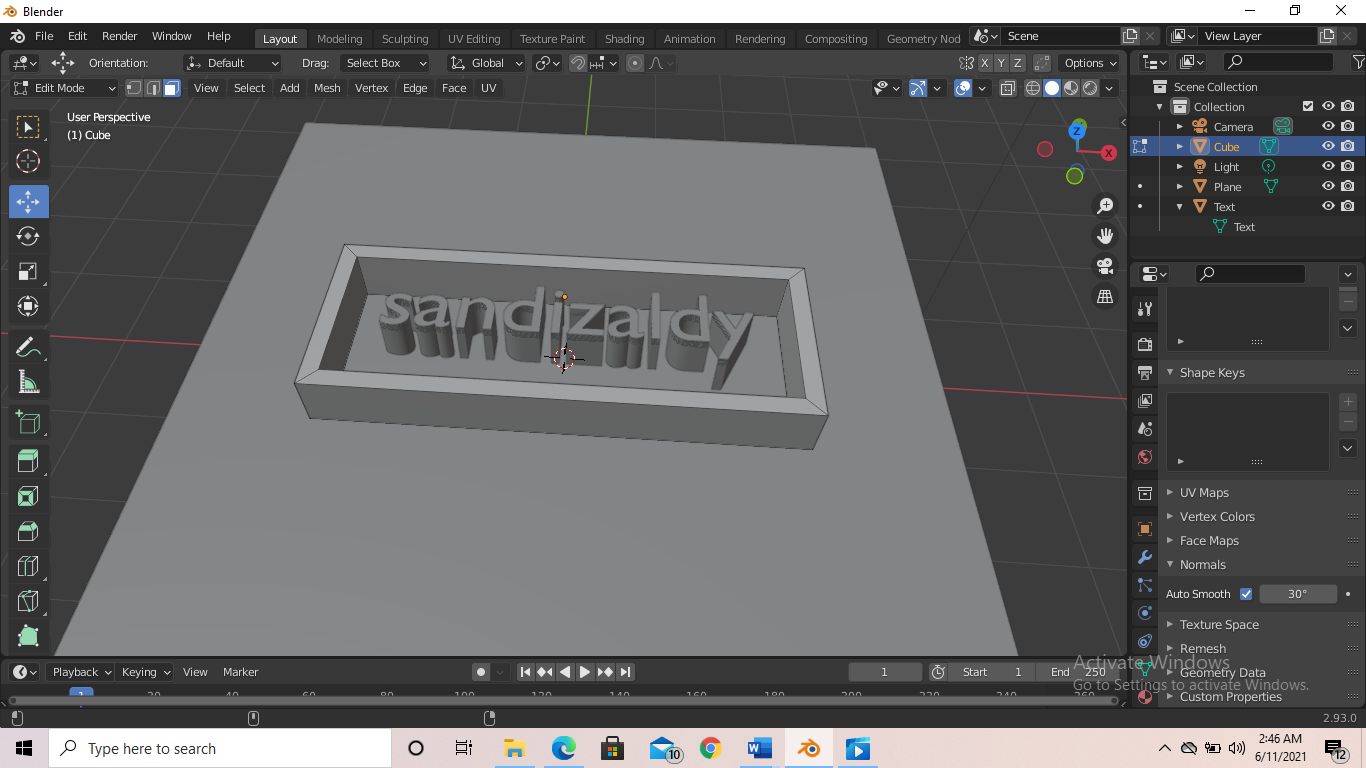 Blender
File Edit Render Window Help Layout Modeling Sculpting UV Editing Texture Paint Shading Animation Rendering Compositing Geometry Nod Scene View Layer
Orientation: Default Drag: Select Box Global X Y Z Options
Edit Mode View Select Add Mesh Vertex Edge Face UV
User Perspective
(1) Cube
Z
X
sandizaldy
Scene Collection
Collection
Camera
Cube
Light
Plane
Text
Text
Shape Keys
UV Maps
Vertex Colors
Face Maps
Normals
Auto Smooth 30°
Texture Space
Remesh
Geometry Data
Custom Properties
Activate Windows
Go to Settings to activate Windows.
Playback Keying View Marker 1 Start 1 End 250
1 20 40 60 80 100 120 140 160 180 200 220 240 260
2.93.0
Type here to search
10
2:46 AM
6/11/2021
12